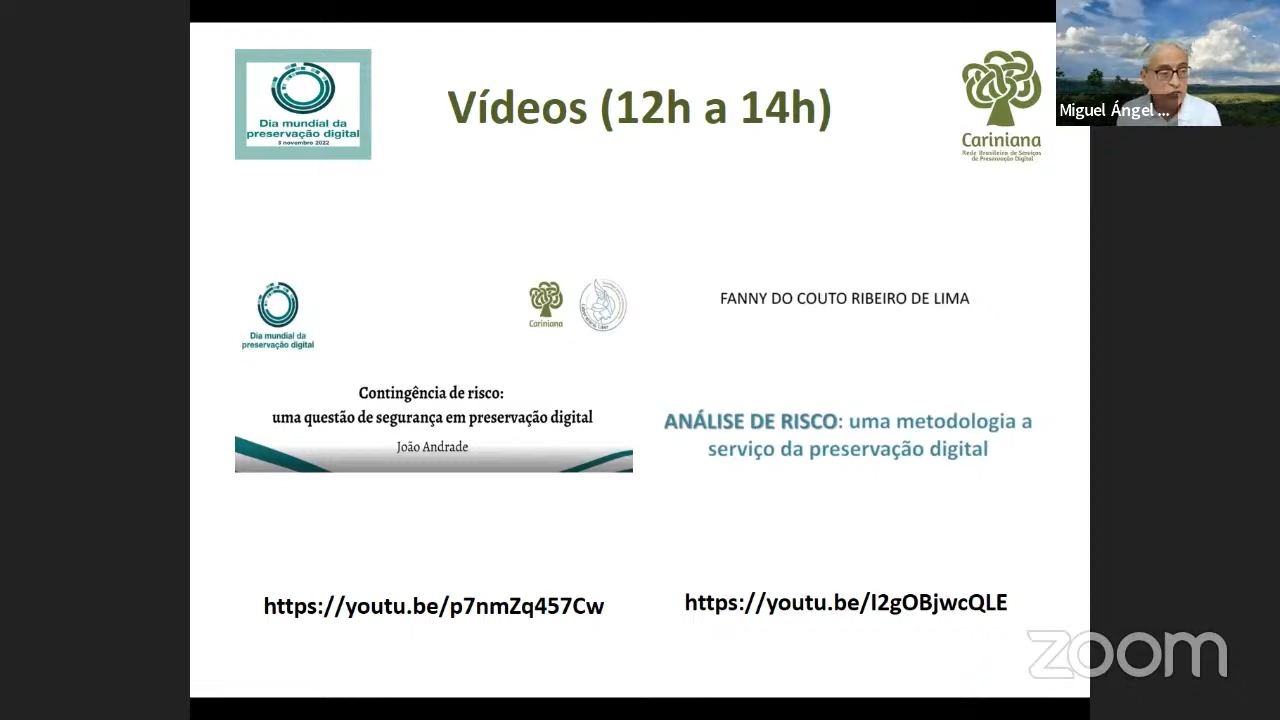 Dia mundial da
preservação digital
3 novembro 2022
Vídeos (12h a 14h)
Cariniana
Rede Brasileira de Serviços
de Preservação Digital
Miguel Ángel ...
Dia mundial da
preservação digital
Cariniana
Contingência de risco:
uma questão de segurança em preservação digital
João Andrade
https://youtu.be/p7nmZq457Cw
FANNY DO COUTO RIBEIRO DE LIMA
ANÁLISE DE RISCO: uma metodologia a
serviço da preservação digital
https://youtu.be/I2gOBjwcQLE
zoom